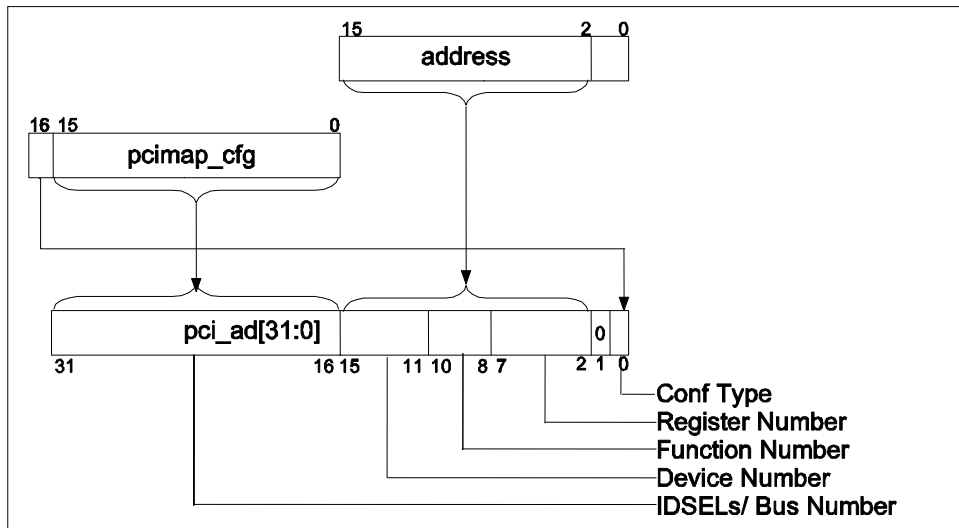 15 2 0
address
16 15 0
pcimap_cfg
pci_ad[31:0] 0
31 16 15 11 10 8 7 2 1 0
Conf Type
Register Number
Function Number
Device Number
IDSELs/ Bus Number